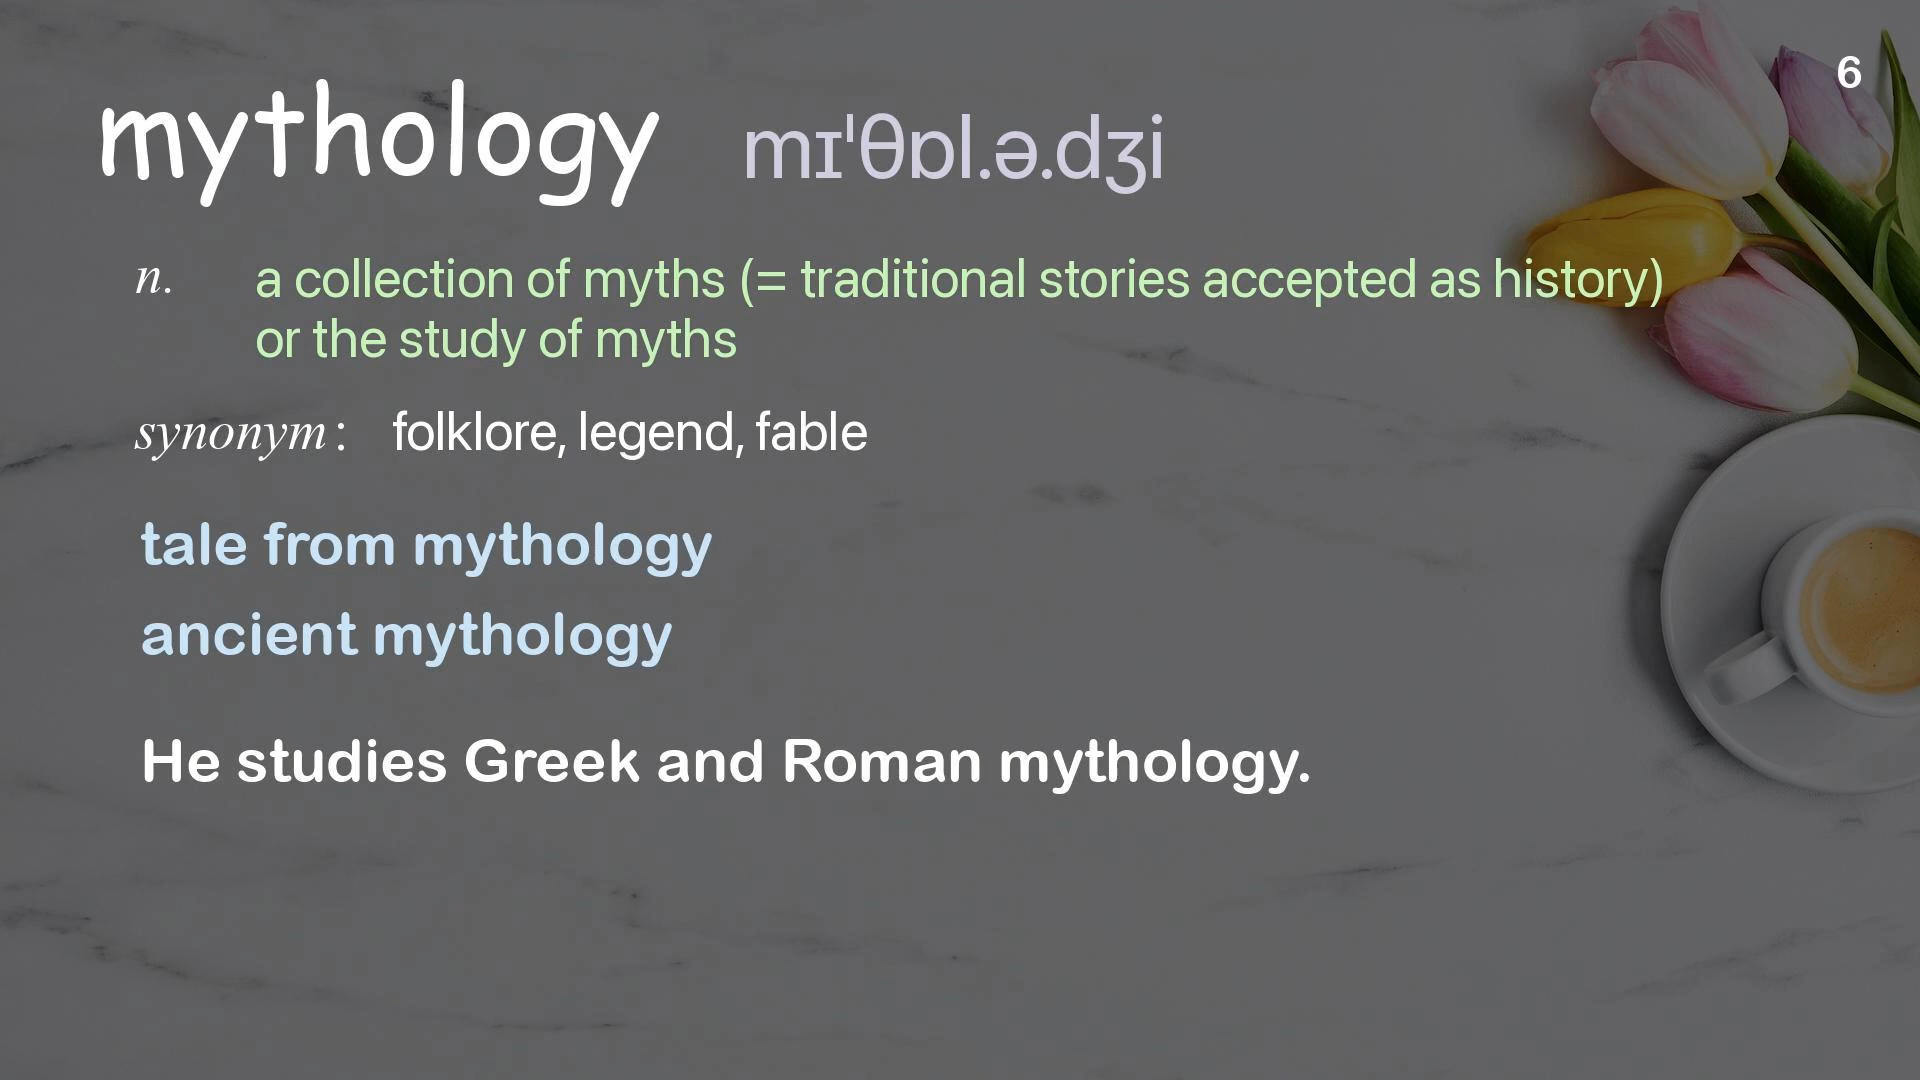 6
mythology mɪˈθɒl.ə.dʒi
n. a collection of myths (= traditional stories accepted as history)
or the study of myths
synonym: folklore, legend, fable
tale from mythology
ancient mythology
He studies Greek and Roman mythology.